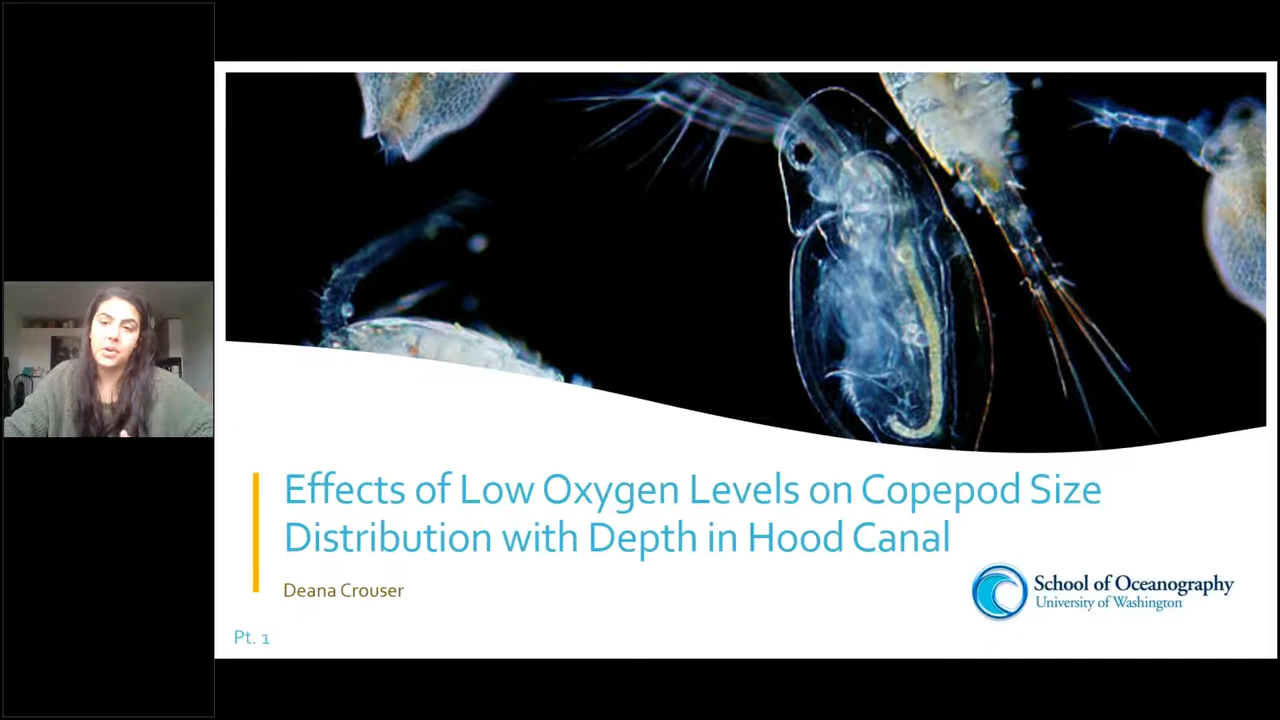 Effects of Low Oxygen Levels on Copepod Size
Distribution with Depth in Hood Canal
Deana Crouser
School of Oceanography
University of Washington
Pt. 1